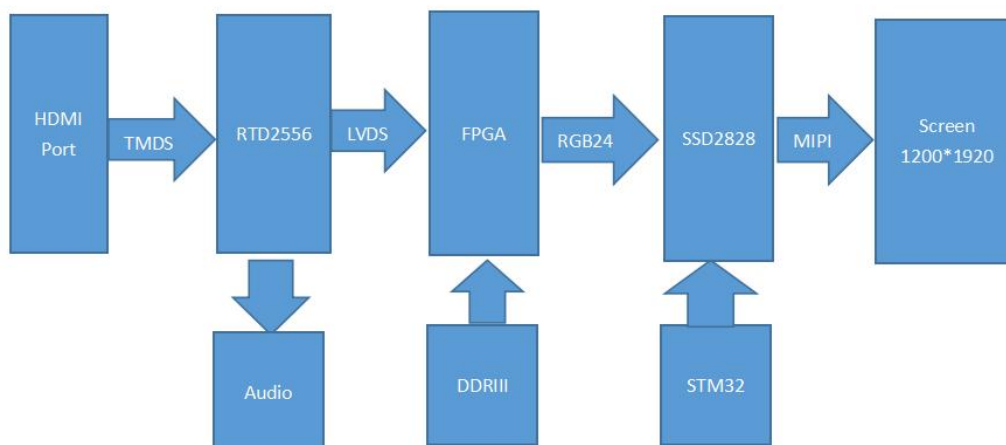 HDMI
Port
TMDS
RTD2556
LVDS
FPGA
RGB24
SSD2828
MIPI
Screen
1200*1920
Audio
DDRIII
STM32